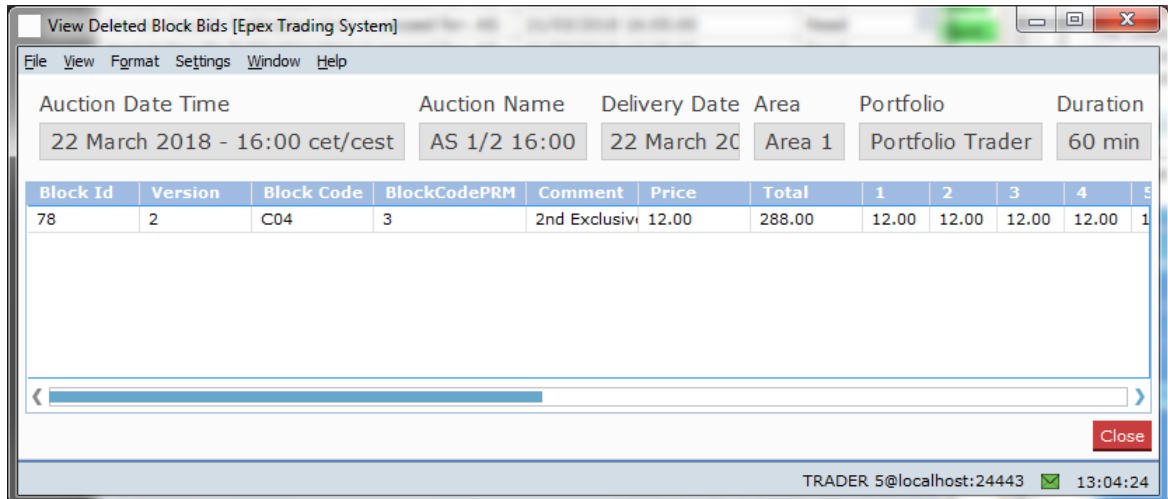 View Deleted Block Bids [Epex Trading System]
File View Format Settings Window Help
Auction Date Time Auction Name Delivery Date Area Portfolio Duration
22 March 2018 - 16:00 cet/cest AS 1/2 16:00 22 March 20 Area 1 Portfolio Trader 60 min
Block Id Version Block Code BlockCodePRM Comment Price Total 1 2 3 4 5
78 2 C04 3 2nd Exclusiv 12.00 288.00 12.00 12.00 12.00 12.00 1
Close
TRADER 5@localhost:24443 13:04:24